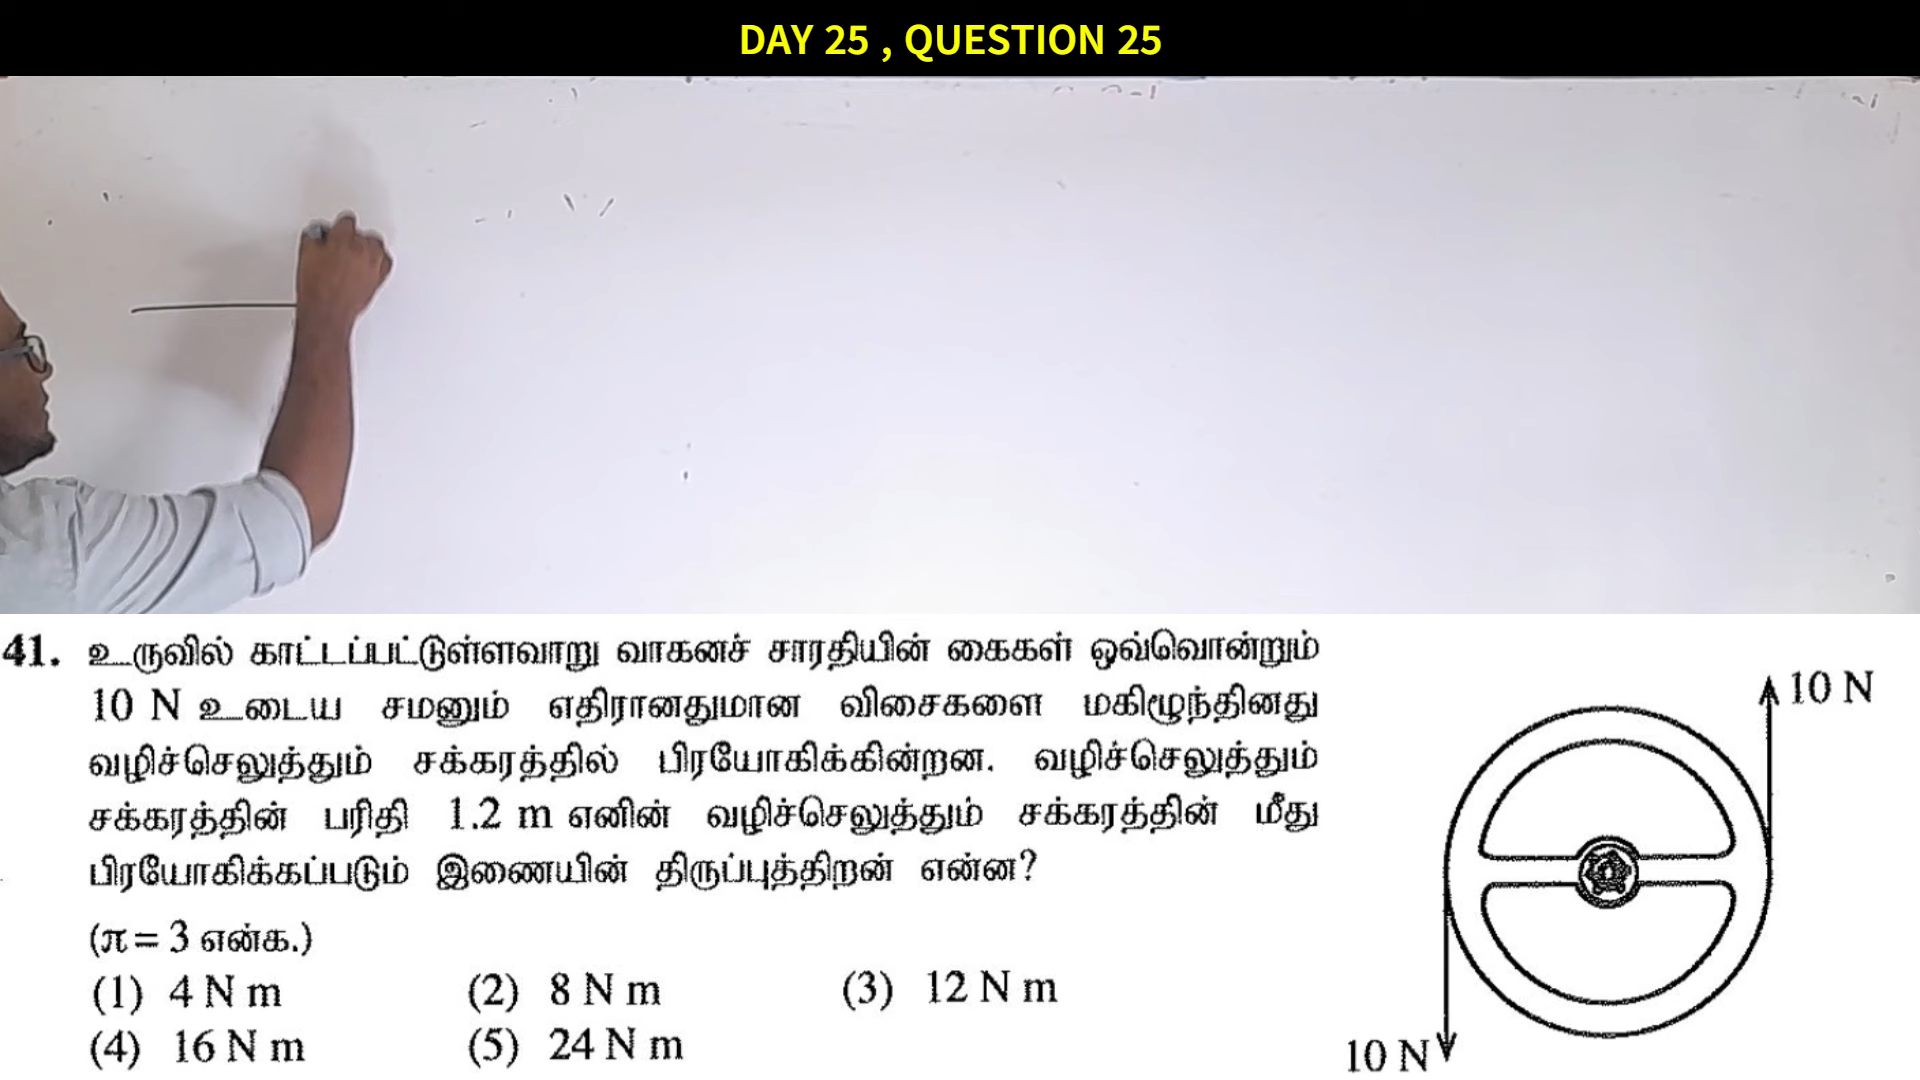 DAY 25 , QUESTION 25
41. உருவில் காட்டப்பட்டுள்ளவாறு வாகனச் சாரதியின் கைகள் ஒவ்வொன்றும்
10 N உடைய சமனும் எதிரானதுமான விசைகளை மகிழுந்தினது
வழிச்செலுத்தும் சக்கரத்தில் பிரயோகிக்கின்றன. வழிச்செலுத்தும்
சக்கரத்தின் பரிதி 1.2 m எனின் வழிச்செலுத்தும் சக்கரத்தின் மீது
பிரயோகிக்கப்படும் இணையின் திருப்புத்திறன் என்ன?
(π = 3 என்க.)
(1) 4 N m (2) 8 N m (3) 12 N m
(4) 16 N m (5) 24 N m
10 N
10 N